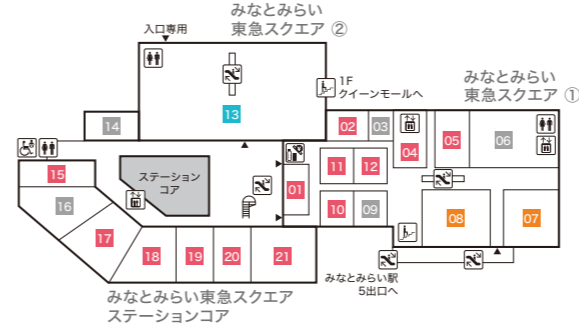 みなとみらい
東急スクエア ②
入口専用
1F
クイーンモールへ
みなとみらい
東急スクエア ①
13
14
02
03
04
05
06
15
ステーション
コア
11
12
01
16
10
09
08
07
17
18
19
20
21
みなとみらい駅
5出口へ
みなとみらい東急スクエア
ステーションコア